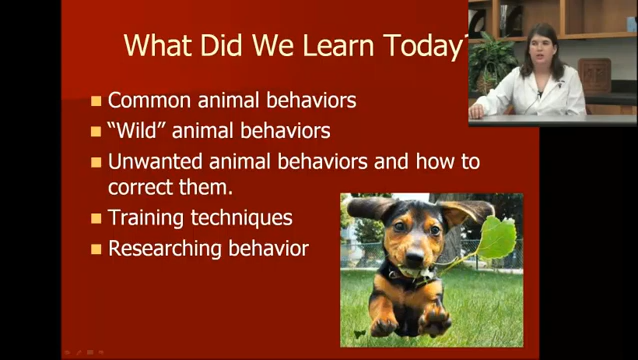 What Did We Learn Today?
Common animal behaviors
"Wild" animal behaviors
Unwanted animal behaviors and how to
correct them.
Training techniques
Researching behavior